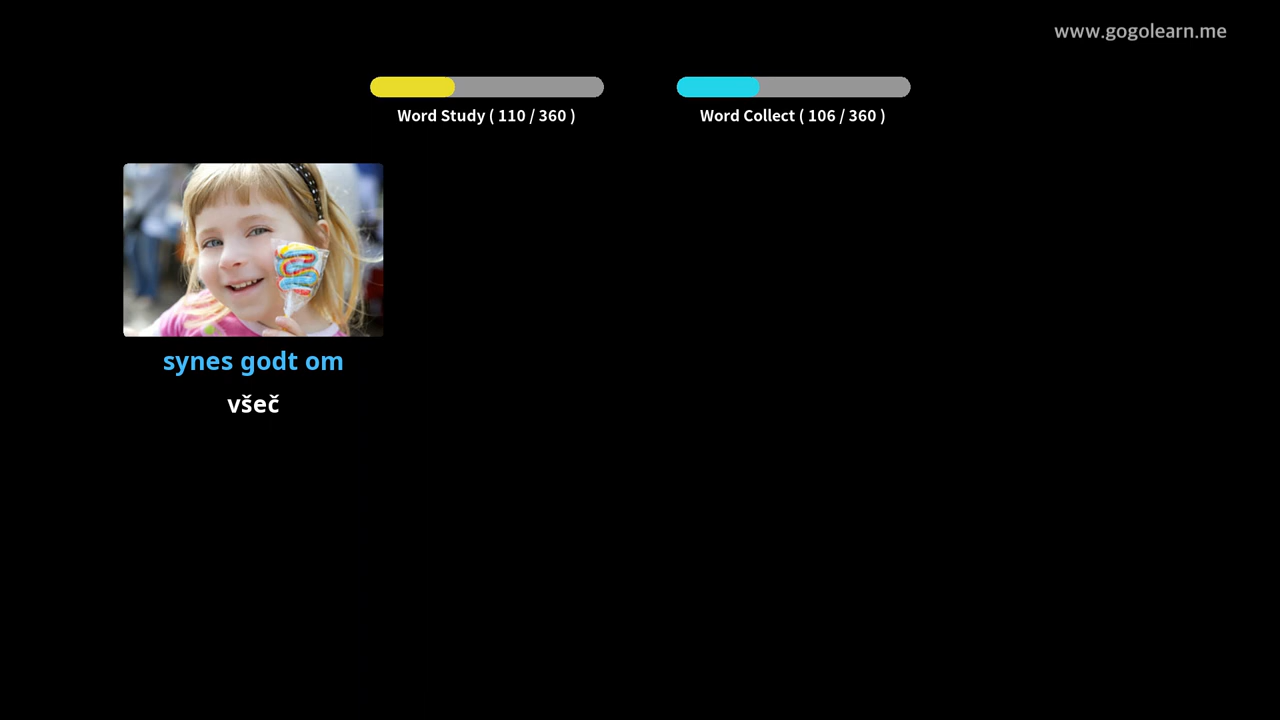 www.gogolearn.me
Word Study ( 110 / 360 )
Word Collect ( 106 / 360 )
synes godt om
všeč